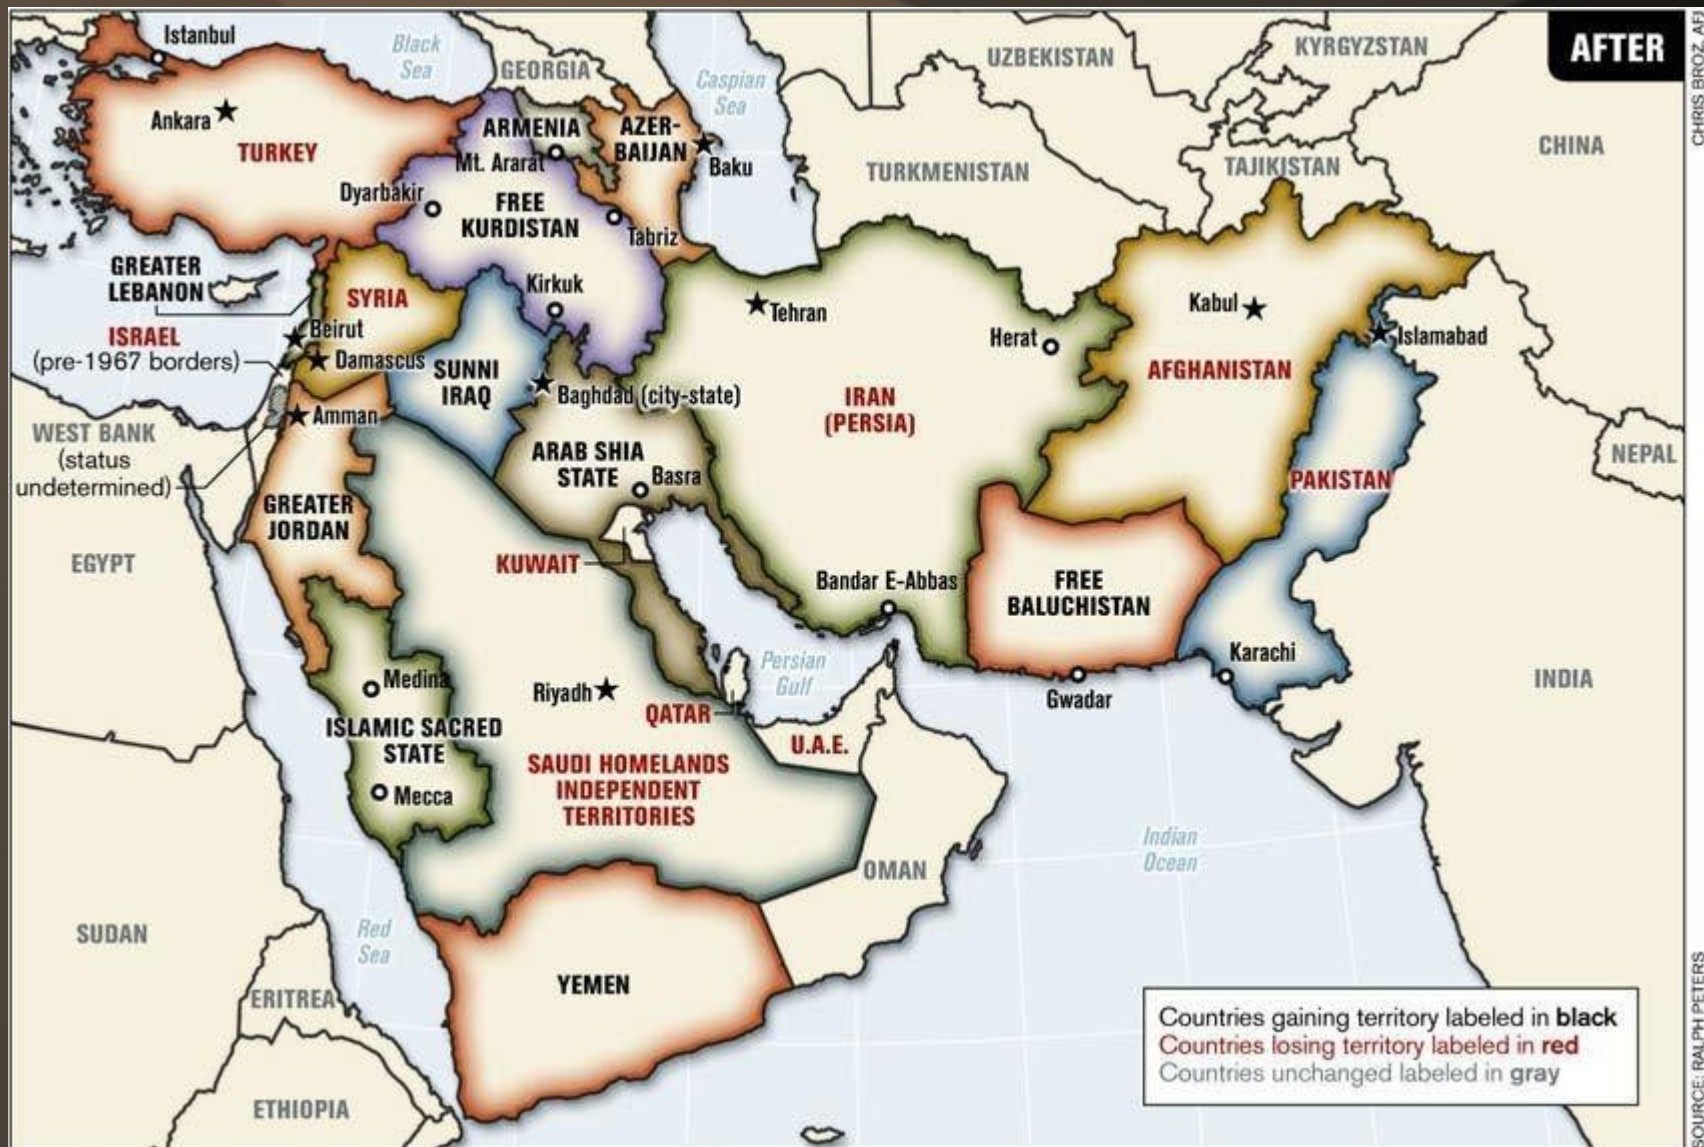 Istanbul
Black
Sea
GEORGIA
Caspian
Sea
UZBEKISTAN
KYRGYZSTAN
AFTER
CHRIS BROZ, AFJ
Ankara
TURKEY
ARMENIA
Mt. Ararat
AZER-
BAIJAN
Baku
TURKMENISTAN
TAJIKISTAN
CHINA
Dyarbakir
FREE
KURDISTAN
Tabriz
GREATER
LEBANON
SYRIA
Kirkuk
Tehran
Herat
Kabul
Islamabad
ISRAEL
(pre-1967 borders)
Beirut
Damascus
SUNNI
IRAQ
Baghdad (city-state)
IRAN
(PERSIA)
AFGHANISTAN
WEST BANK
(status
undetermined)
Amman
ARAB SHIA
STATE
Basra
PAKISTAN
NEPAL
GREATER
JORDAN
EGYPT
KUWAIT
Bandar E-Abbas
FREE
BALUCHISTAN
Karachi
Gwadar
INDIA
Medina
Riyadh
Persian
Gulf
QATAR
U.A.E.
ISLAMIC SACRED
STATE
Mecca
SAUDI HOMELANDS
INDEPENDENT
TERRITORIES
OMAN
Indian
Ocean
SUDAN
Red
Sea
YEMEN
ERITREA
ETHIOPIA
Countries gaining territory labeled in black
Countries losing territory labeled in red
Countries unchanged labeled in gray
SOURCE: RALPH PETERS